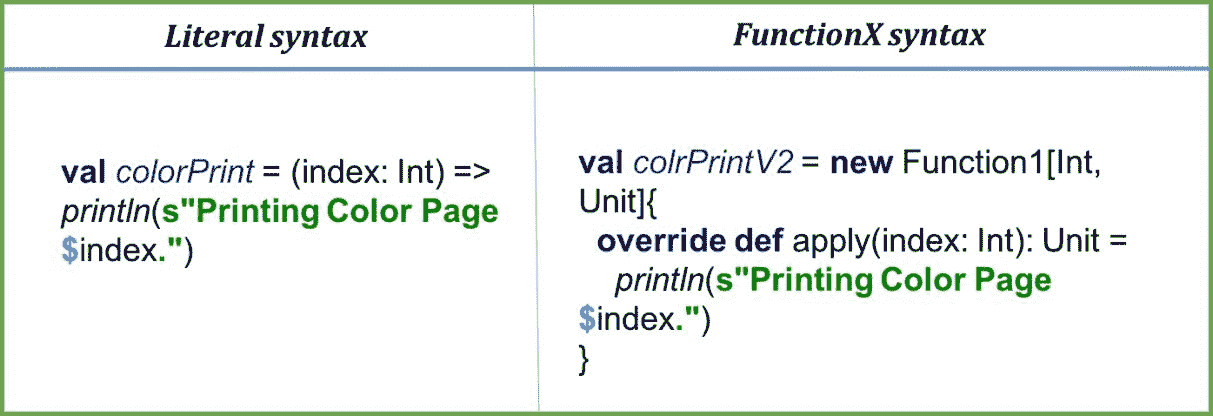 Literal syntax
FunctionX syntax
val colorPrint = (index: Int) =>
println(s"Printing Color Page
$index.")
val colrPrintV2 = new Function1[Int,
Unit]{
override def apply(index: Int): Unit =
println(s"Printing Color Page
$index.")
}